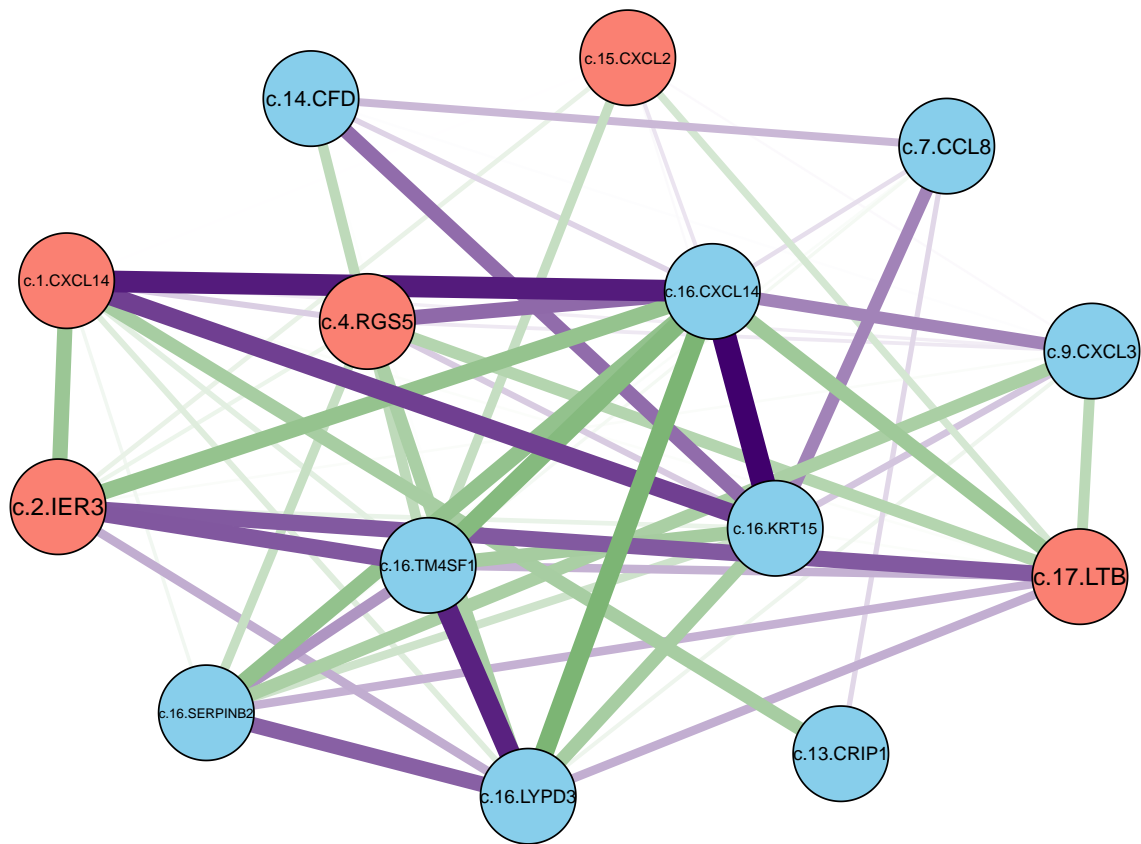 c.15.CXCL2
c.14.CFD
c.7.CCL8
c.1.CXCL14
c.16.CXCL14
c.4.RGS5
c.9.CXCL3
c.2.IER3
c.16.KRT15
c.16.TM4SF1
c.17.LTB
c.16.SERPINB2
c.13.CRIP1
c.16.LYPD3